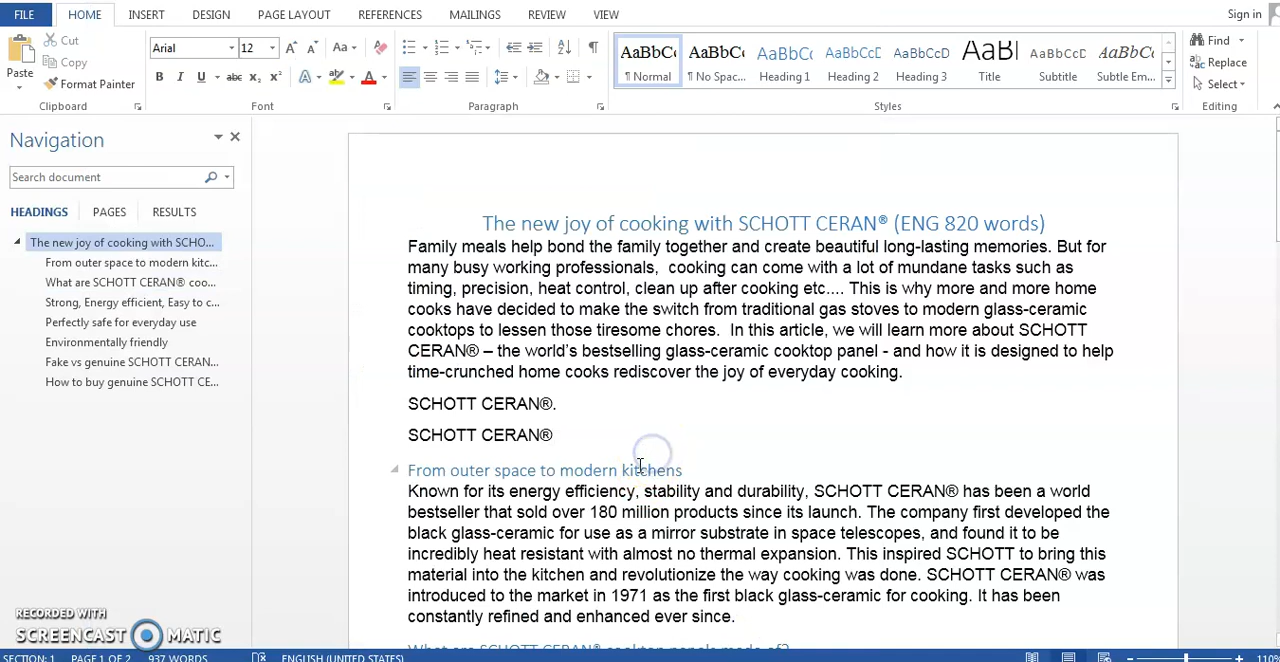 FILE HOME INSERT DESIGN PAGE LAYOUT REFERENCES MAILINGS REVIEW VIEW Sign in
Paste Cut Copy Format Painter
Clipboard
Arial 12
Font
Paragraph
AaBbCc AaBbCc AaBbCc AaBbCcD AaBbCcD AaBl AaBbCcD AaBbCc
¶ Normal ¶ No Spac... Heading 1 Heading 2 Heading 3 Title Subtitle Subtle Em...
Styles
Find
Replace
Select
Editing
Navigation
Search document
HEADINGS PAGES RESULTS
The new joy of cooking with SCHO...
From outer space to modern kitc...
What are SCHOTT CERAN® coo...
Strong, Energy efficient, Easy to c...
Perfectly safe for everyday use
Environmentally friendly
Fake vs genuine SCHOTT CERAN...
How to buy genuine SCHOTT CE...
The new joy of cooking with SCHOTT CERAN® (ENG 820 words)
Family meals help bond the family together and create beautiful long-lasting memories. But for
many busy working professionals,  cooking can come with a lot of mundane tasks such as
timing, precision, heat control, clean up after cooking etc.... This is why more and more home
cooks have decided to make the switch from traditional gas stoves to modern glass-ceramic
cooktops to lessen those tiresome chores.  In this article, we will learn more about SCHOTT
CERAN® – the world’s bestselling glass-ceramic cooktop panel - and how it is designed to help
time-crunched home cooks rediscover the joy of everyday cooking.
SCHOTT CERAN®.
SCHOTT CERAN®
From outer space to modern kitchens
Known for its energy efficiency, stability and durability, SCHOTT CERAN® has been a world
bestseller that sold over 180 million products since its launch. The company first developed the
black glass-ceramic for use as a mirror substrate in space telescopes, and found it to be
incredibly heat resistant with almost no thermal expansion. This inspired SCHOTT to bring this
material into the kitchen and revolutionize the way cooking was done. SCHOTT CERAN® was
introduced to the market in 1971 as the first black glass-ceramic for cooking. It has been
constantly refined and enhanced ever since.
What are SCHOTT CERAN® cooktop panels made of?
RECORDED WITH
SCREENCAST MATIC
SECTION: 1 PAGE 1 OF 2 937 WORDS ENGLISH (UNITED STATES) 110%